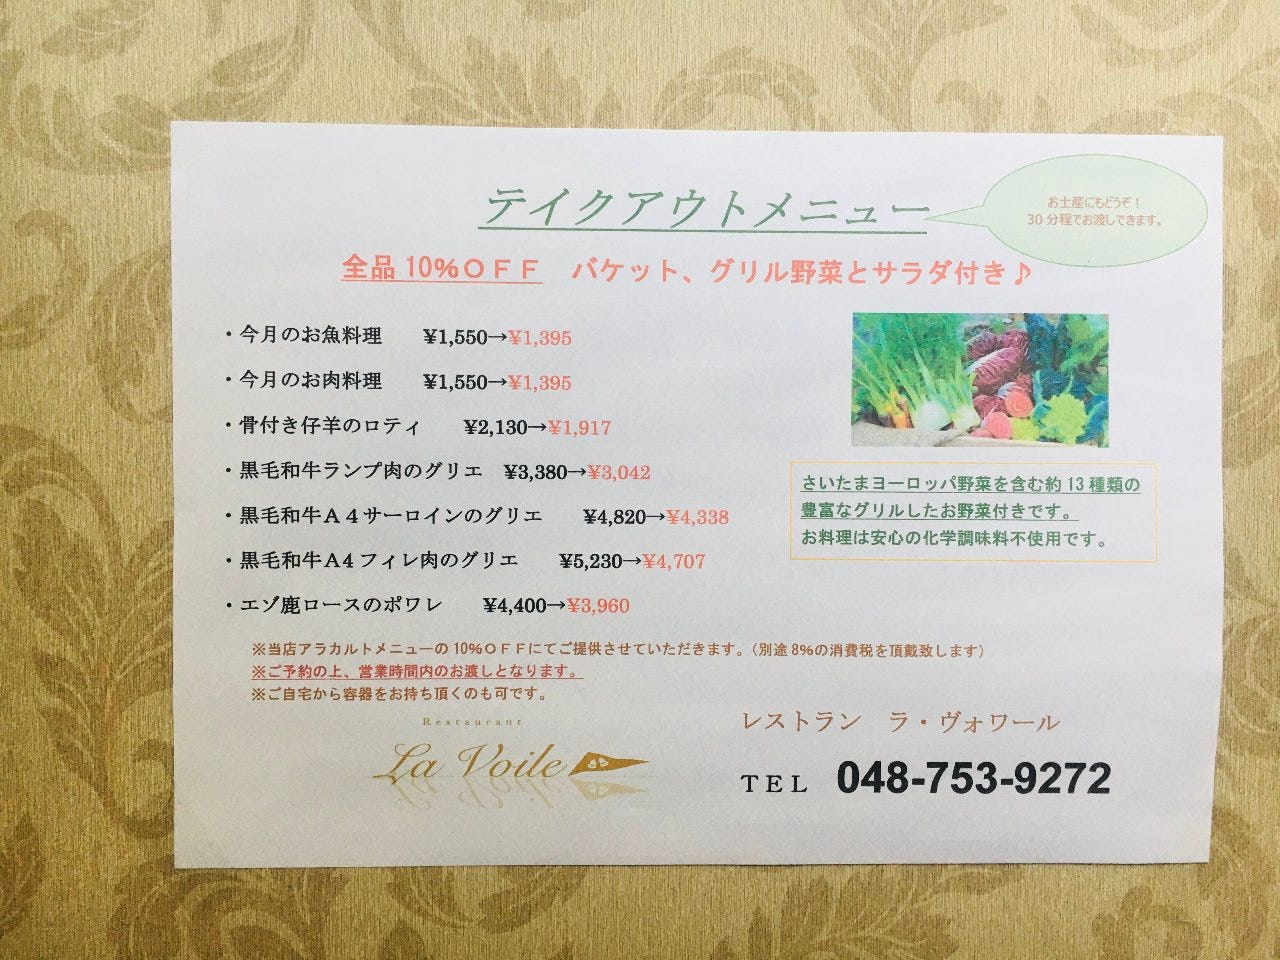 テイクアウトメニュー
お土産にもどうぞ！
30分程でお渡しできます。
全品10％ＯＦＦ　バケット、グリル野菜とサラダ付き♪
・今月のお魚料理　¥1,550→¥1,395
・今月のお肉料理　¥1,550→¥1,395
・骨付き仔羊のロティ　¥2,130→¥1,917
・黒毛和牛ランプ肉のグリエ　¥3,380→¥3,042
・黒毛和牛Ａ４サーロインのグリエ　¥4,820→¥4,338
・黒毛和牛A4フィレ肉のグリエ　¥5,230→¥4,707
・エゾ鹿ロースのポワレ　¥4,400→¥3,960
さいたまヨーロッパ野菜を含む約13種類の
豊富なグリルしたお野菜付きです。
お料理は安心の化学調味料不使用です。
※当店アラカルトメニューの10％ＯＦＦにてご提供させていただきます。（別途8％の消費税を頂戴致します）
※ご予約の上、営業時間内のお渡しとなります。
※ご自宅から容器をお持ち頂くのも可です。
Restaurant
La Voile
レストラン　ラ・ヴォワール
ＴＥＬ　048-753-9272